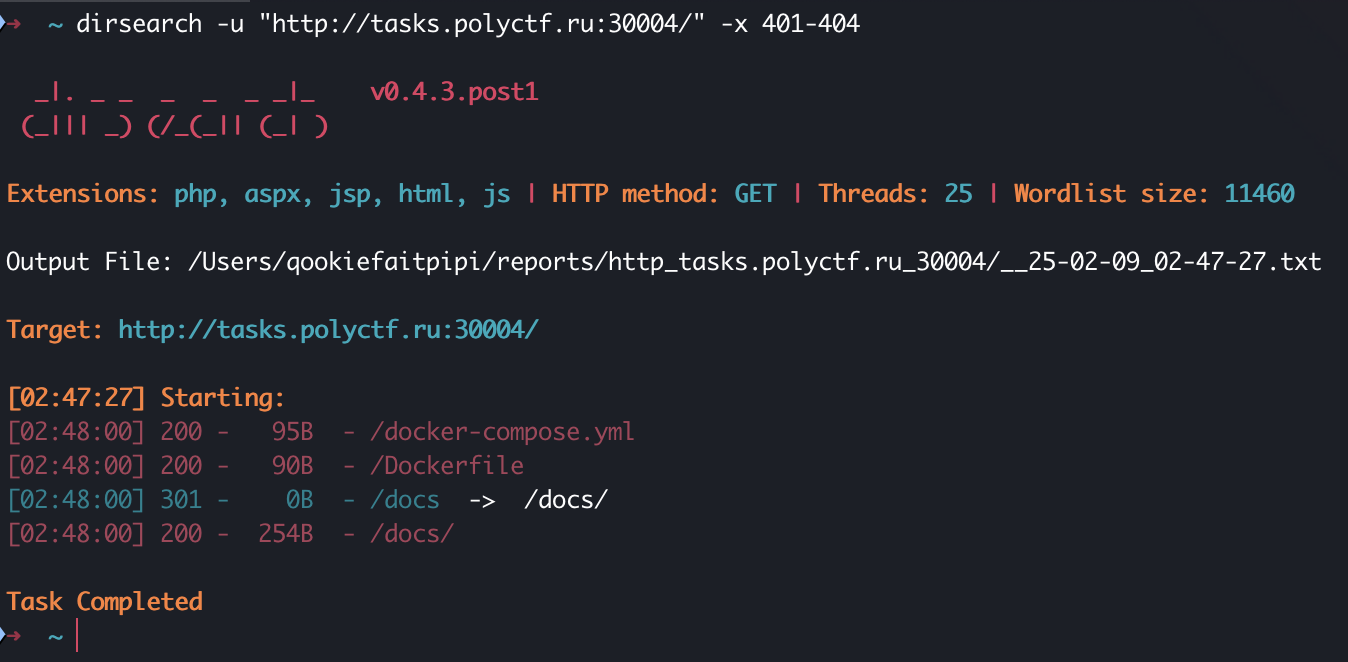 → ~ dirsearch -u "http://tasks.polyctf.ru:30004/" -x 401-404
_|. _ _  _  _  _ _|_    v0.4.3.post1
(_||| _) (/_(_|| (_| )
Extensions: php, aspx, jsp, html, js | HTTP method: GET | Threads: 25 | Wordlist size: 11460
Output File: /Users/qookiefaitpipi/reports/http_tasks.polyctf.ru_30004/__25-02-09_02-47-27.txt
Target: http://tasks.polyctf.ru:30004/
[02:47:27] Starting:
[02:48:00] 200 -   95B  - /docker-compose.yml
[02:48:00] 200 -   90B  - /Dockerfile
[02:48:00] 301 -    0B  - /docs  ->  /docs/
[02:48:00] 200 -  254B  - /docs/
Task Completed
→ ~